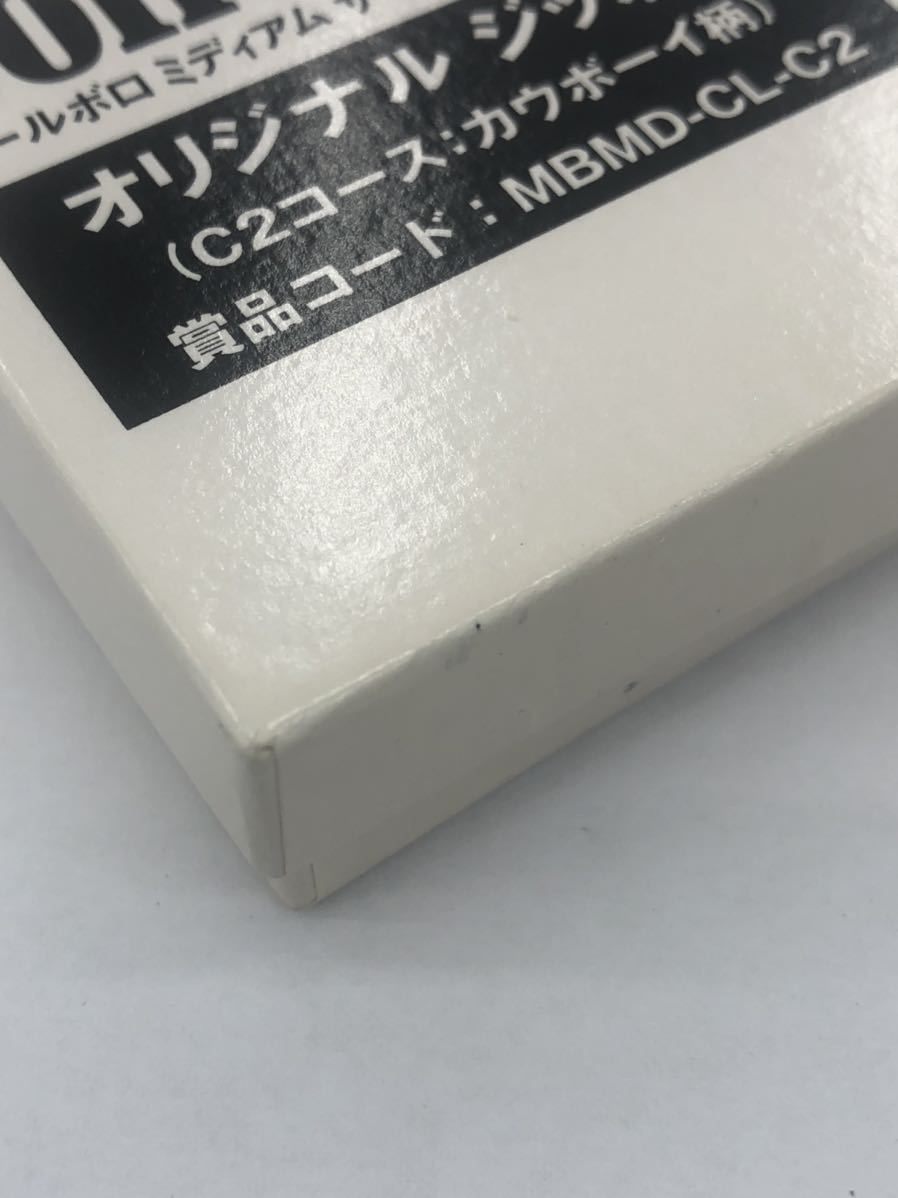 ールボロ ミディアム
オリジナル ジッ
(C2コース:カウボーイ柄)
賞品コード:MBMD-CL-C2